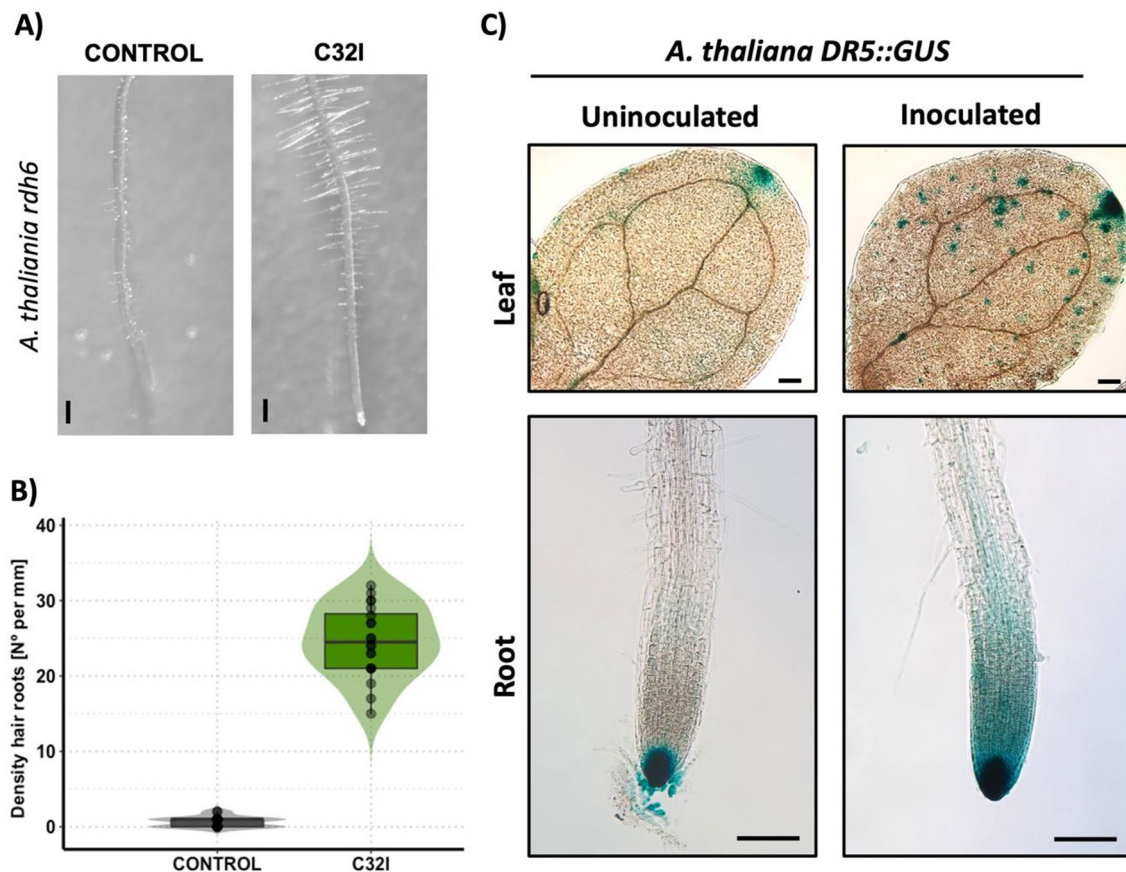 A)
CONTROL
C32I
A. thaliania rdh6
B)
Density hair roots [Nº per mm]
40
30
20
10
0
CONTROL
C32I
C)
A. thaliana DR5::GUS
Uninoculated
Inoculated
Leaf
Root